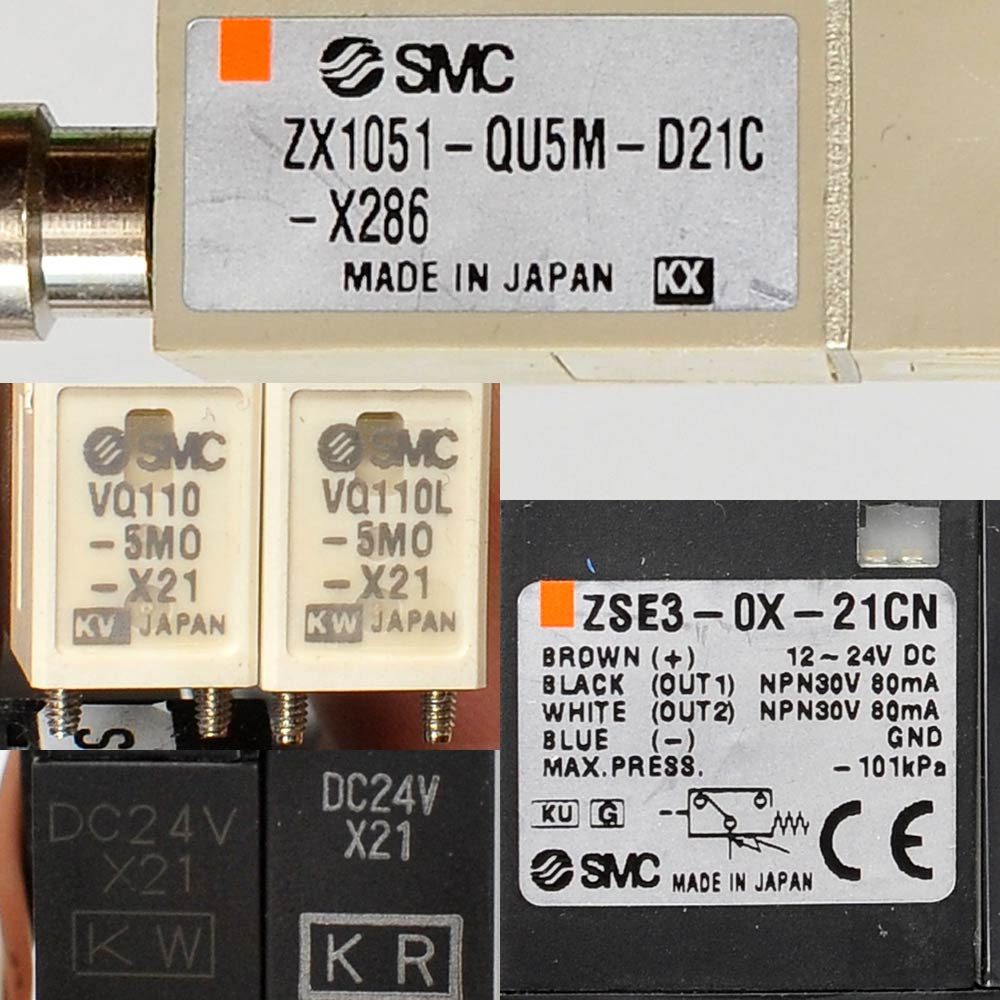 SMC
ZX1051-QU5M-D21C
-X286
MADE IN JAPAN KX
SMC
VQ110
-5MO
-X21
KV JAPAN
SMC
VQ110L
-5MO
-X21
KW JAPAN
S
DC24V
X21
KW
DC24V
X21
KR
ZSE3-0X-21CN
BROWN (+) 12~24V DC
BLACK (OUT1) NPN30V 80mA
WHITE (OUT2) NPN30V 80mA
BLUE (-) GND
MAX.PRESS. -101kPa
KU G
CE
SMC MADE IN JAPAN